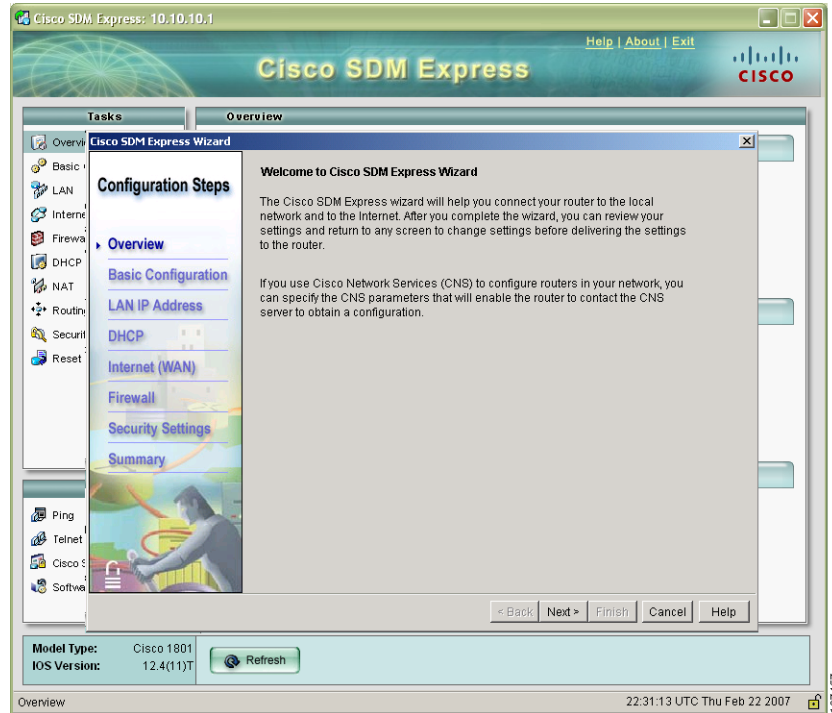 Cisco SDM Express: 10.10.10.1
Help | About | Exit
Cisco SDM Express
CISCO
Tasks
Overview
Overvi
Basic
LAN
Interne
Firewa
DHCP
NAT
Routin
Securit
Reset
Cisco SDM Express Wizard
Configuration Steps
Overview
Basic Configuration
LAN IP Address
DHCP
Internet (WAN)
Firewall
Security Settings
Summary
Welcome to Cisco SDM Express Wizard
The Cisco SDM Express wizard will help you connect your router to the local
network and to the Internet. After you complete the wizard, you can review your
settings and return to any screen to change settings before delivering the settings
to the router.
If you use Cisco Network Services (CNS) to configure routers in your network, you
can specify the CNS parameters that will enable the router to contact the CNS
server to obtain a configuration.
Ping
Telnet
Cisco S
Softwa
< Back Next > Finish Cancel Help
Model Type: Cisco 1801
IOS Version: 12.4(11)T
Refresh
Overview
22:31:13 UTC Thu Feb 22 2007